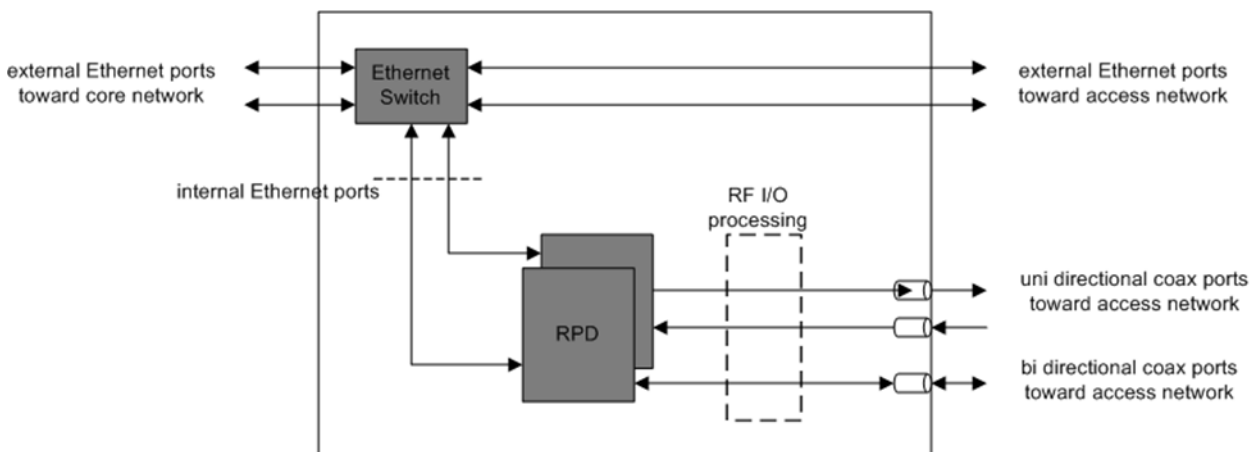 external Ethernet ports
toward core network
Ethernet
Switch
external Ethernet ports
toward access network
internal Ethernet ports
RF I/O
processing
RPD
uni directional coax ports
toward access network
bi directional coax ports
toward access network